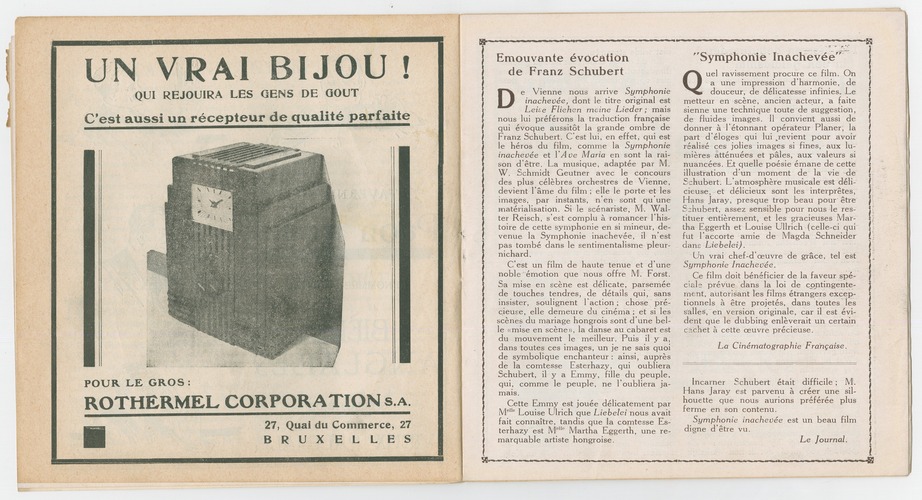 UN VRAI BIJOU !
QUI REJOUIRA LES GENS DE GOUT
C'est aussi un récepteur de qualité parfaite
POUR LE GROS :
ROTHERMEL CORPORATION S.A.
27, Quai du Commerce, 27
BRUXELLES
Emouvante évocation
de Franz Schubert
De Vienne nous arrive Symphonie
inachevée, dont le titre original est
Leise Fliehen meine Lieder ; mais
nous lui préférons la traduction française
qui évoque aussitôt la grande ombre de
Franz Schubert. C'est lui, en effet, qui est
le héros du film, comme la Symphonie
inachevée et l'Ave Maria en sont la rai-
son d'être. La musique, adaptée par M.
W. Schmidt Geutner avec le concours
des plus célèbres orchestres de Vienne,
devient l'âme du film ; elle le porte et les
images, par instants, n'en sont qu'une
matérialisation. Si le scénariste, M. Wal-
ter Reisch, s'est complu à romancer l'his-
toire de cette symphonie en si mineur, de-
venue la Symphonie inachevée, il n'est
pas tombé dans le sentimentalisme pleur-
nichard.
C'est un film de haute tenue et d'une
noble émotion que nous offre M. Forst.
Sa mise en scène est délicate, parsemée
de touches tendres, de détails qui, sans
insister, soulignent l'action ; chose pré-
cieuse, elle demeure du cinéma ; et si les
scènes du mariage hongrois sont d'une bel-
le «mise en scène», la danse au cabaret est
du mouvement le meilleur. Puis il y a,
dans toutes ces images, un je ne sais quoi
de symbolique enchanteur : ainsi, auprès
de la comtesse Esterhazy, qui oubliera
Schubert, il y a Emmy, fille du peuple,
qui, comme le peuple, ne l'oubliera ja-
mais.
Cette Emmy est jouée délicatement par
Mlle Louise Ulrich que Liebelei nous avait
fait connaître, tandis que la comtesse Es-
terhazy est Mlle Martha Eggerth, une re-
marquable artiste hongroise.
"Symphonie Inachevée"
Quel ravissement procure ce film. On
a une impression d'harmonie, de
douceur, de délicatesse infinies. Le
metteur en scène, ancien acteur, a faite
sienne une technique toute de suggestion,
de fluides images. Il convient aussi de
donner à l'étonnant opérateur Planer, la
part d'éloges qui lui revient pour avoir
réalisé ces jolies images si fines, aux lu-
mières atténuées et pâles, aux valeurs si
nuancées. Et quelle poésie émane de cette
illustration d'un moment de la vie de
Schubert. L'atmosphère musicale est déli-
cieuse, et délicieux sont les interprètes,
Hans Jaray, presque trop beau pour être
Schubert, assez sensible pour nous le res-
tituer entièrement, et les gracieuses Mar-
tha Eggerth et Louise Ullrich (celle-ci qui
fut l'accorte amie de Magda Schneider
dans Liebelei).
Un vrai chef-d'œuvre de grâce, tel est
Symphonie Inachevée.
Ce film doit bénéficier de la faveur spé-
ciale prévue dans la loi de contingente-
ment, autorisant les films étrangers excep-
tionnels à être projetés, dans toutes les
salles, en version originale, car il est évi-
dent que le dubbing enlèverait un certain
cachet à cette œuvre précieuse.
La Cinématographie Française.
Incarner Schubert était difficile ; M.
Hans Jaray est parvenu à créer une sil-
houette que nous aurions préférée plus
ferme en son contenu.
Symphonie inachevée est un beau film
digne d'être vu.
Le Journal.